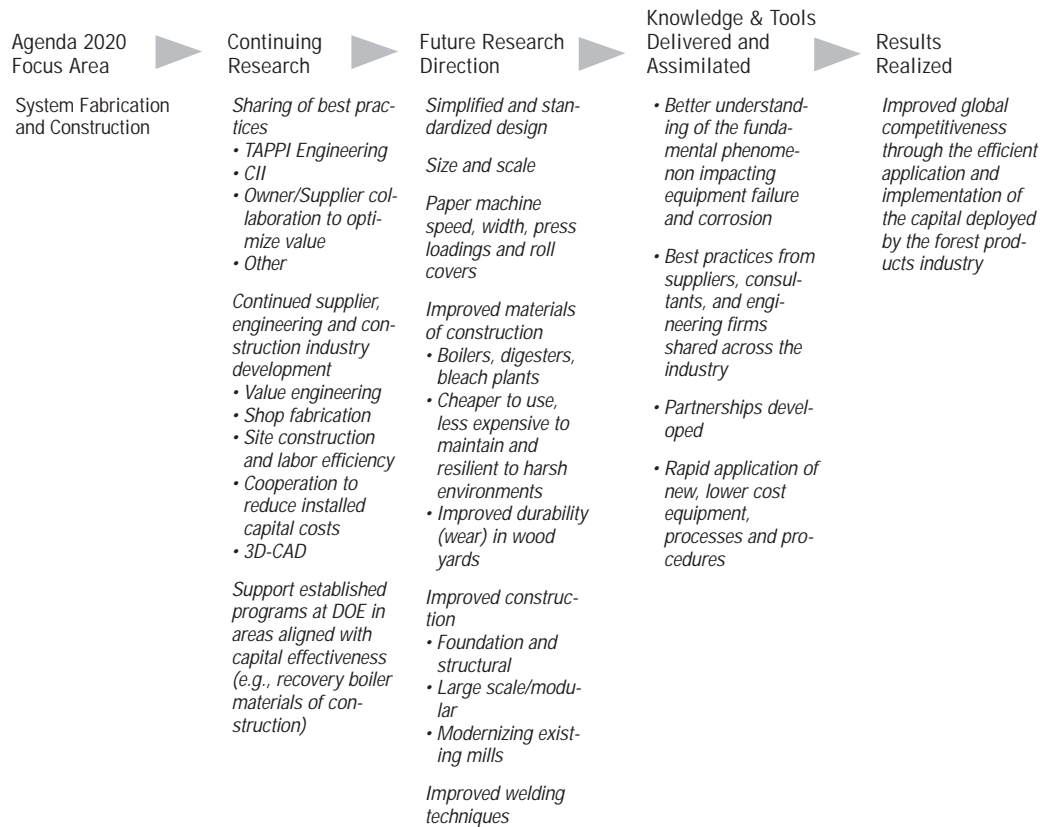 Agenda 2020
Focus Area
Continuing
Research
Future Research
Direction
Knowledge & Tools
Delivered and
Assimilated
Results
Realized
System Fabrication
and Construction
Sharing of best prac-
tices
• TAPPI Engineering
• CII
• Owner/Supplier col-
laboration to opti-
mize value
• Other
Continued supplier,
engineering and con-
struction industry
development
• Value engineering
• Shop fabrication
• Site construction
and labor efficiency
• Cooperation to
reduce installed
capital costs
• 3D-CAD
Support established
programs at DOE in
areas aligned with
capital effectiveness
(e.g., recovery boiler
materials of con-
struction)
Simplified and stan-
dardized design
Size and scale
Paper machine
speed, width, press
loadings and roll
covers
Improved materials
of construction
• Boilers, digesters,
bleach plants
• Cheaper to use,
less expensive to
maintain and
resilient to harsh
environments
• Improved durability
(wear) in wood
yards
Improved construc-
tion
• Foundation and
structural
• Large scale/modu-
lar
• Modernizing exist-
ing mills
Improved welding
techniques
• Better understand-
ing of the funda-
mental phenome-
non impacting
equipment failure
and corrosion
• Best practices from
suppliers, consul-
tants, and engi-
neering firms
shared across the
industry
• Partnerships devel-
oped
• Rapid application of
new, lower cost
equipment,
processes and pro-
cedures
Improved global
competitiveness
through the efficient
application and
implementation of
the capital deployed
by the forest prod-
ucts industry